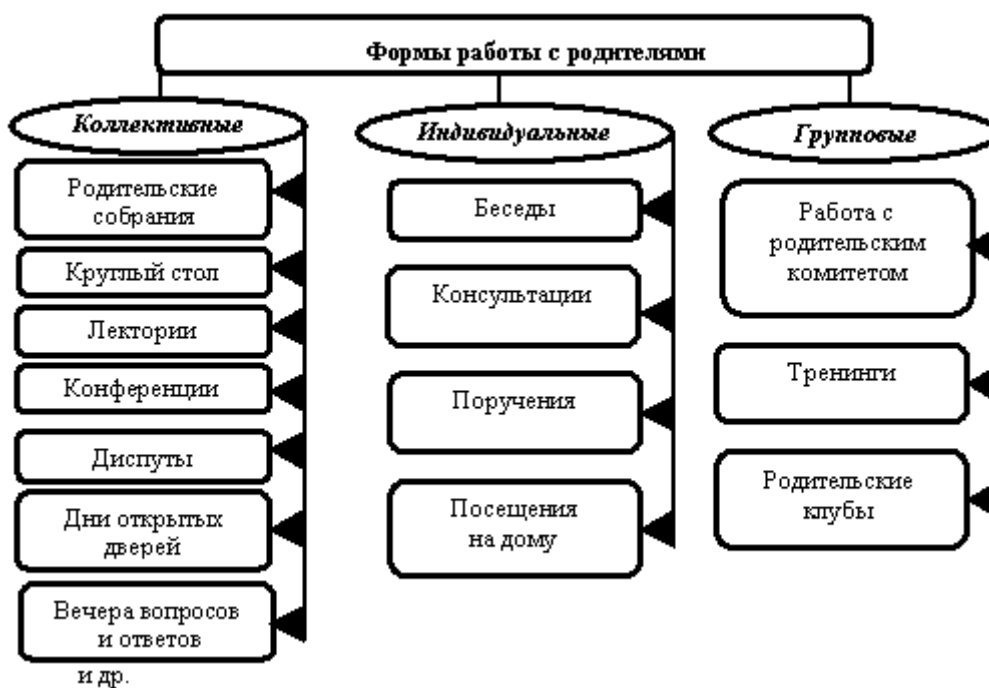 Формы работы с родителями
Коллективные
Родительские
собрания
Круглый стол
Лектории
Конференции
Диспуты
Дни открытых
дверей
Вечера вопросов
и ответов
и др.
Индивидуальные
Беседы
Консультации
Поручения
Посещения
на дому
Групповые
Работа с
родительским
комитетом
Тренинги
Родительские
клубы